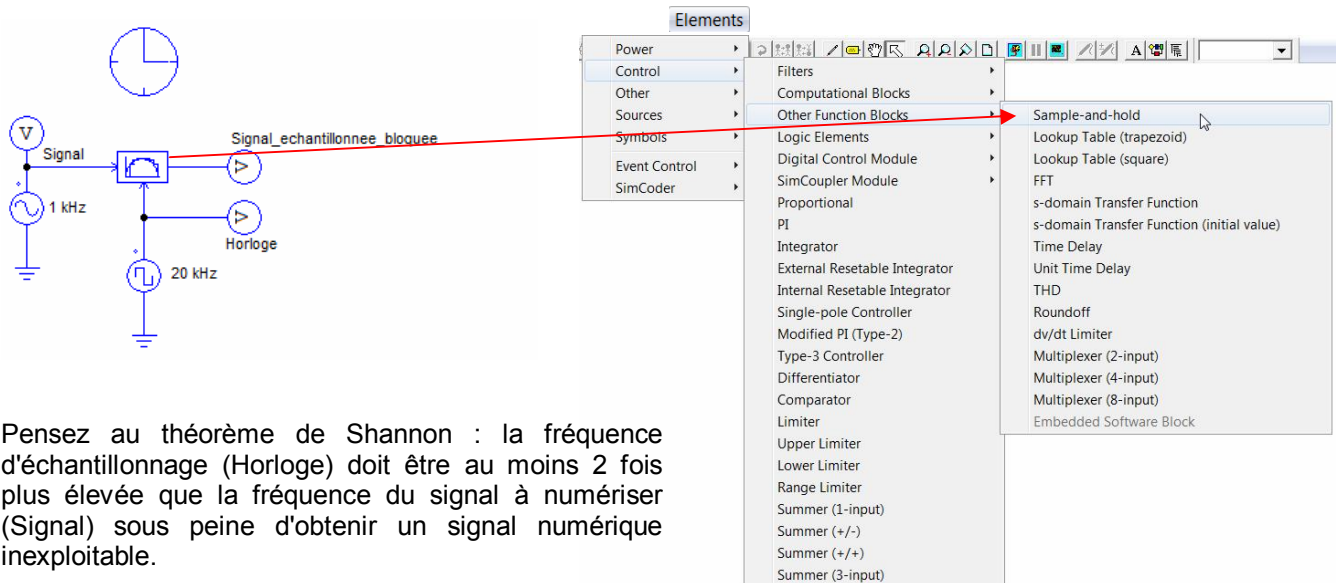 Elements
V
Signal
1 kHz
Signal_echantillonnee_bloquee
V
V
Horloge
20 kHz
Power
Control
Other
Sources
Symbols
Event Control
SimCoder
A
Filters
Computational Blocks
Other Function Blocks
Logic Elements
Digital Control Module
SimCoupler Module
Proportional
PI
Integrator
External Resetable Integrator
Internal Resetable Integrator
Single-pole Controller
Modified PI (Type-2)
Type-3 Controller
Differentiator
Comparator
Limiter
Upper Limiter
Lower Limiter
Range Limiter
Summer (1-input)
Summer (+/-)
Summer (+/+)
Summer (3-input)
Sample-and-hold
Lookup Table (trapezoid)
Lookup Table (square)
FFT
s-domain Transfer Function
s-domain Transfer Function (initial value)
Time Delay
Unit Time Delay
THD
Roundoff
dv/dt Limiter
Multiplexer (2-input)
Multiplexer (4-input)
Multiplexer (8-input)
Embedded Software Block
Pensez au théorème de Shannon : la fréquence
d'échantillonnage (Horloge) doit être au moins 2 fois
plus élevée que la fréquence du signal à numériser
(Signal) sous peine d'obtenir un signal numérique
inexploitable.